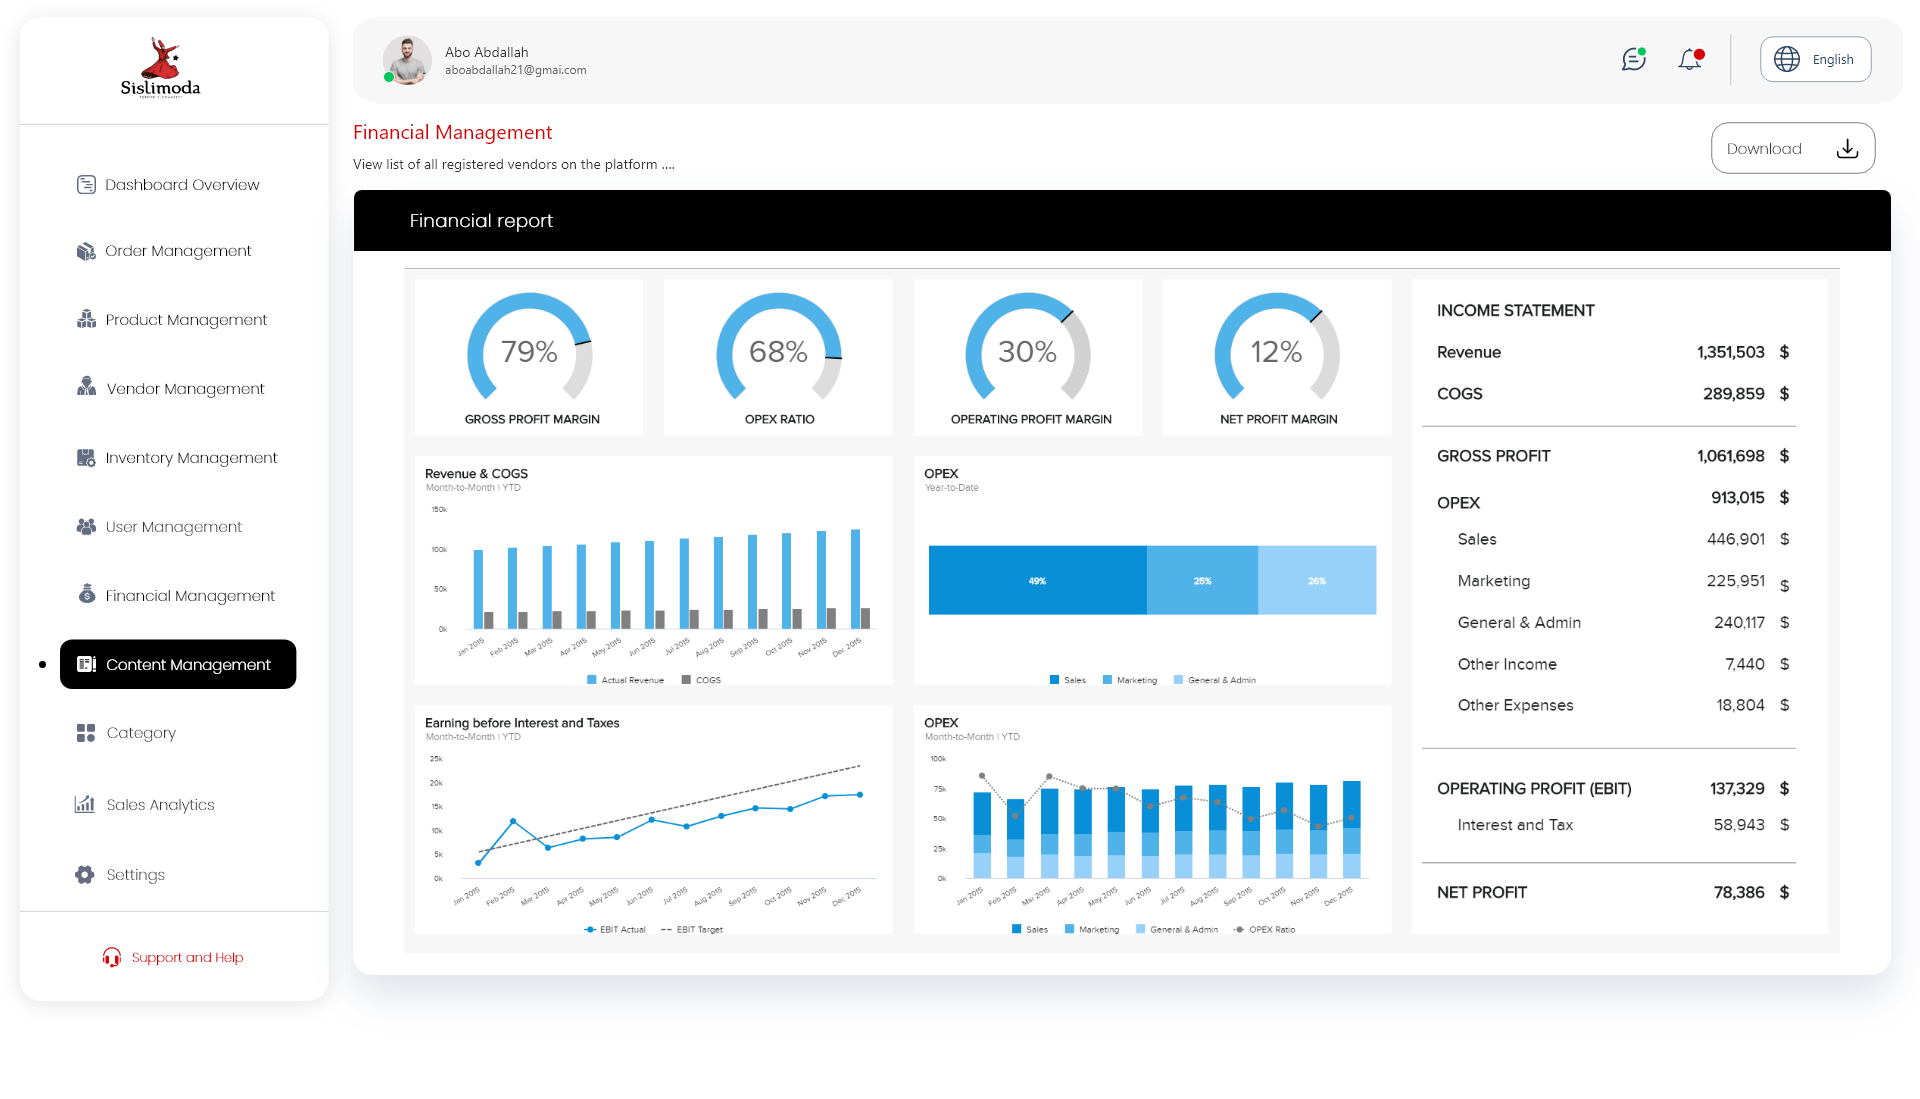 Sislimoda
Dashboard Overview
Order Management
Product Management
Vendor Management
Inventory Management
User Management
Financial Management
Content Management
Category
Sales Analytics
Settings
Support and Help
Abo Abdallah
aboabdallah21@gmai.com
English
Financial Management
View list of all registered vendors on the platform ....
Download
Financial report
79%
GROSS PROFIT MARGIN
68%
OPEX RATIO
30%
OPERATING PROFIT MARGIN
12%
NET PROFIT MARGIN
Revenue & COGS
Month-to-Month | YTD
150k
100k
50k
0k
Jan 2015 Feb 2015 Mar 2015 Apr 2015 May 2015 Jun 2015 Jul 2015 Aug 2015 Sep 2015 Oct 2015 Nov 2015 Dec 2015
Actual Revenue COGS
OPEX
Year-to-Date
49% 25% 26%
Sales Marketing General & Admin
Earning before Interest and Taxes
Month-to-Month | YTD
25k
20k
15k
10k
5k
0k
Jan 2015 Feb 2015 Mar 2015 Apr 2015 May 2015 Jun 2015 Jul 2015 Aug 2015 Sep 2015 Oct 2015 Nov 2015 Dec 2015
EBIT Actual EBIT Target
OPEX
Month-to-Month | YTD
100k
75k
50k
25k
0k
Jan 2015 Feb 2015 Mar 2015 Apr 2015 May 2015 Jun 2015 Jul 2015 Aug 2015 Sep 2015 Oct 2015 Nov 2015 Dec 2015
Sales Marketing General & Admin OPEX Ratio
INCOME STATEMENT
Revenue 1,351,503 $
COGS 289,859 $
GROSS PROFIT 1,061,698 $
OPEX 913,015 $
Sales 446,901 $
Marketing 225,951 $
General & Admin 240,117 $
Other Income 7,440 $
Other Expenses 18,804 $
OPERATING PROFIT (EBIT) 137,329 $
Interest and Tax 58,943 $
NET PROFIT 78,386 $